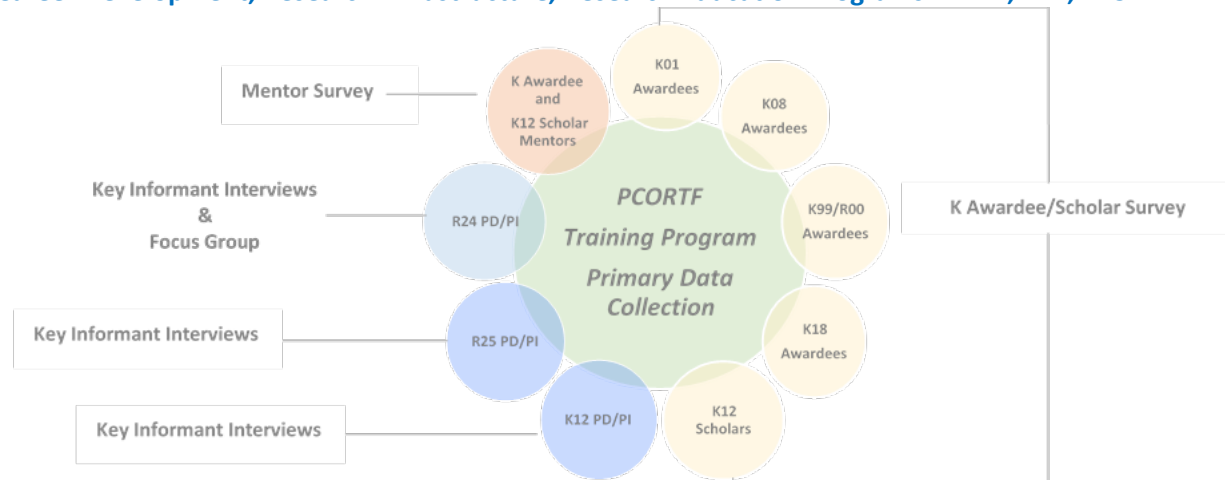 Mentor Survey
K Awardee
and
K12 Scholar
Mentors
K01
Awardees
K08
Awardees
K99/R00
Awardees
K18
Awardees
K12
Scholars
K12 PD/PI
R25 PD/PI
R24 PD/PI
PCORTF
Training Program
Primary Data
Collection
Key Informant Interviews
&
Focus Group
Key Informant Interviews
Key Informant Interviews
K Awardee/Scholar Survey